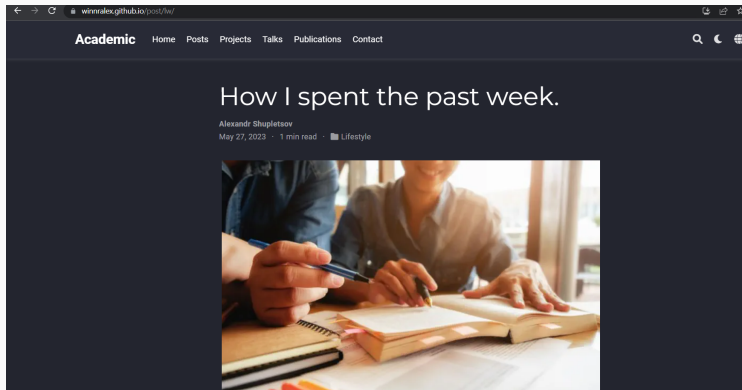 winnralex.github.io/post/lw/
Academic Home Posts Projects Talks Publications Contact
How I spent the past week.
Alexandr Shupletsov
May 27, 2023 · 1 min read · Lifestyle